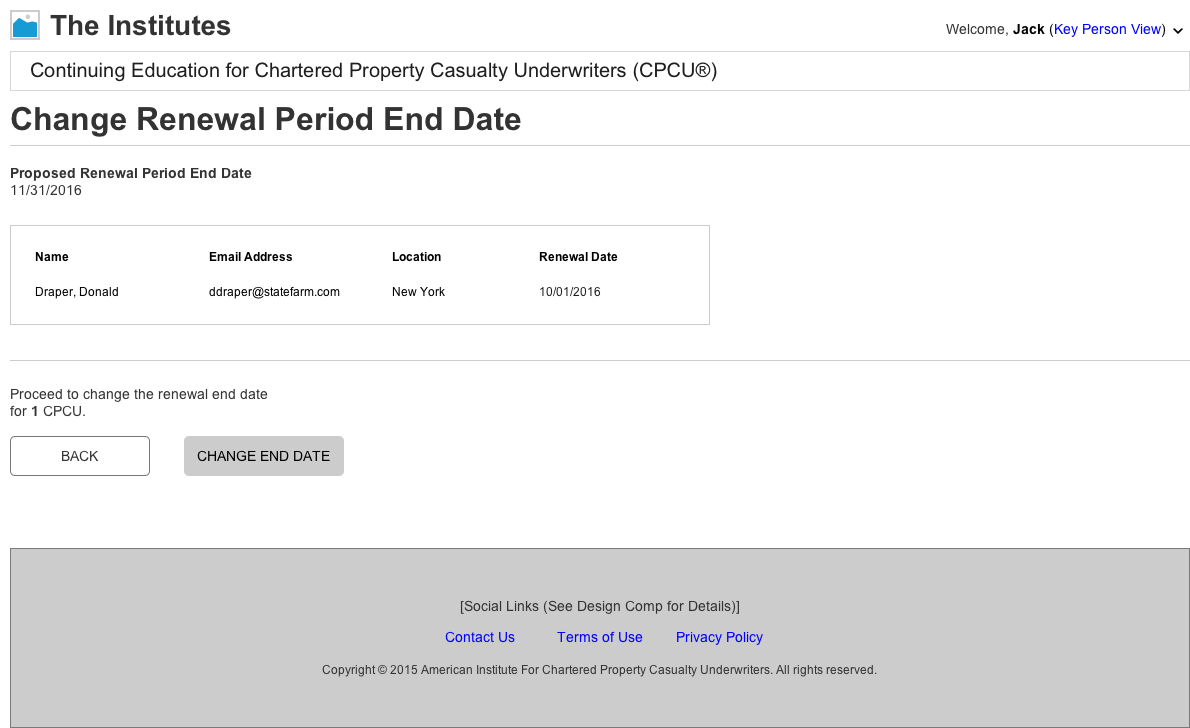 The Institutes
Welcome, Jack (Key Person View)
Continuing Education for Chartered Property Casualty Underwriters (CPCU®)
Change Renewal Period End Date
Proposed Renewal Period End Date
11/31/2016
Name Email Address Location Renewal Date
Draper, Donald ddraper@statefarm.com New York 10/01/2016
Proceed to change the renewal end date
for 1 CPCU.
BACK CHANGE END DATE
[Social Links (See Design Comp for Details)]
Contact Us Terms of Use Privacy Policy
Copyright © 2015 American Institute For Chartered Property Casualty Underwriters. All rights reserved.